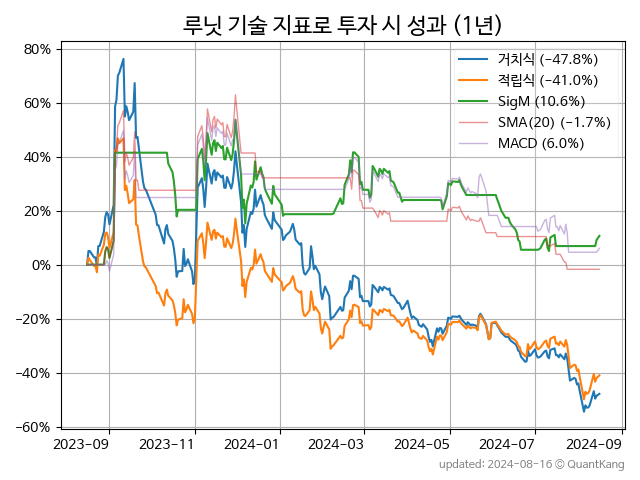 루닛 기술 지표로 투자 시 성과 (1년)
80%
60%
40%
20%
0%
−20%
−40%
−60%
거치식 (−47.8%)
적립식 (−41.0%)
SigM (10.6%)
SMA(20) (−1.7%)
MACD (6.0%)
2023−09 2023−11 2024−01 2024−03 2024−05 2024−07 2024−09
updated: 2024-08-16 © QuantKang